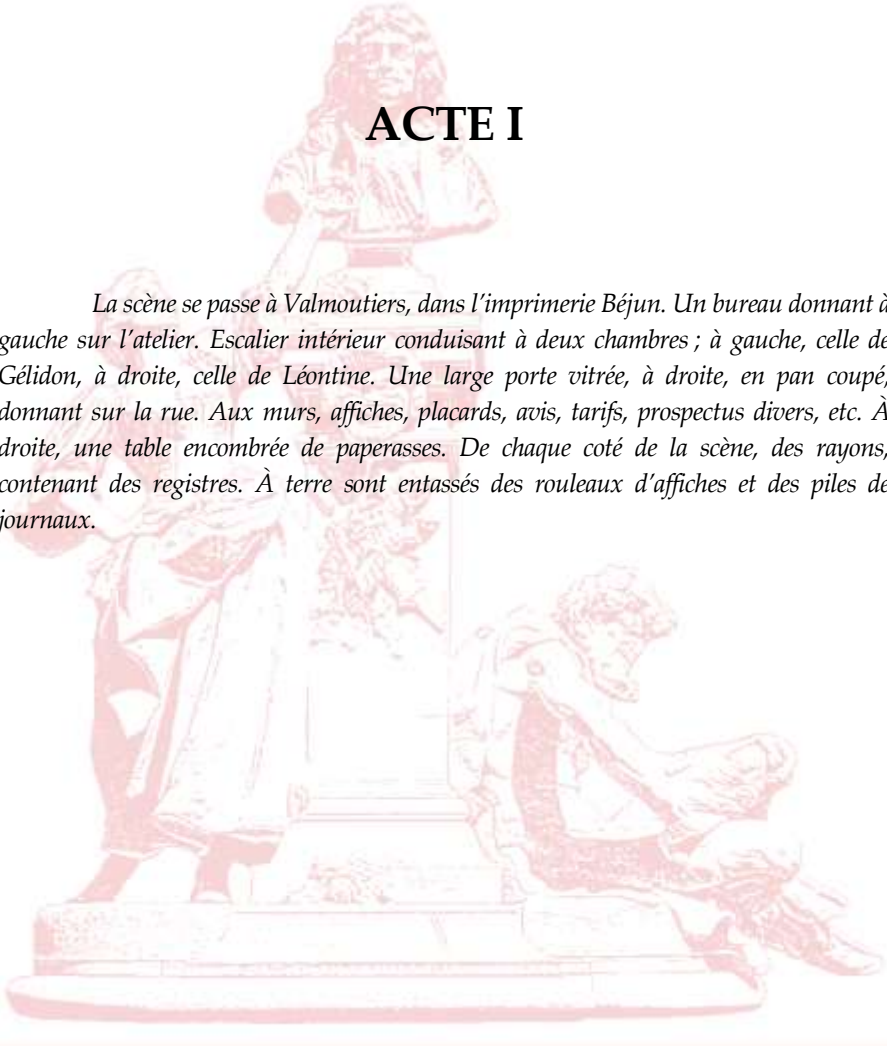 ACTE I
La scène se passe à Valmoutiers, dans l’imprimerie Béjun. Un bureau donnant à
gauche sur l’atelier. Escalier intérieur conduisant à deux chambres ; à gauche, celle de
Gélidon, à droite, celle de Léontine. Une large porte vitrée, à droite, en pan coupé,
donnant sur la rue. Aux murs, affiches, placards, avis, tarifs, prospectus divers, etc. À
droite, une table encombrée de paperasses. De chaque coté de la scène, des rayons,
contenant des registres. À terre sont entassés des rouleaux d’affiches et des piles de
journaux.